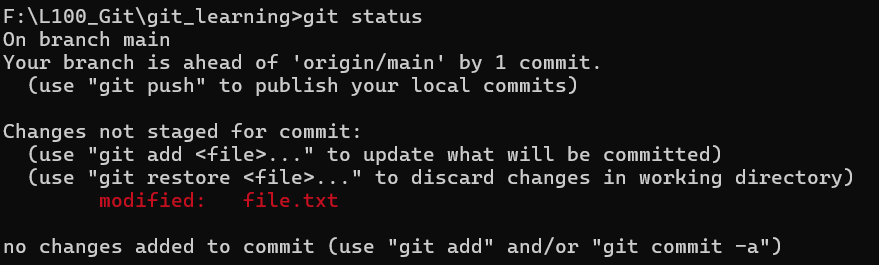 F:\L100_Git\git_learning>git status
On branch main
Your branch is ahead of 'origin/main' by 1 commit.
  (use "git push" to publish your local commits)

Changes not staged for commit:
  (use "git add <file>..." to update what will be committed)
  (use "git restore <file>..." to discard changes in working directory)
        modified:   file.txt

no changes added to commit (use "git add" and/or "git commit -a")